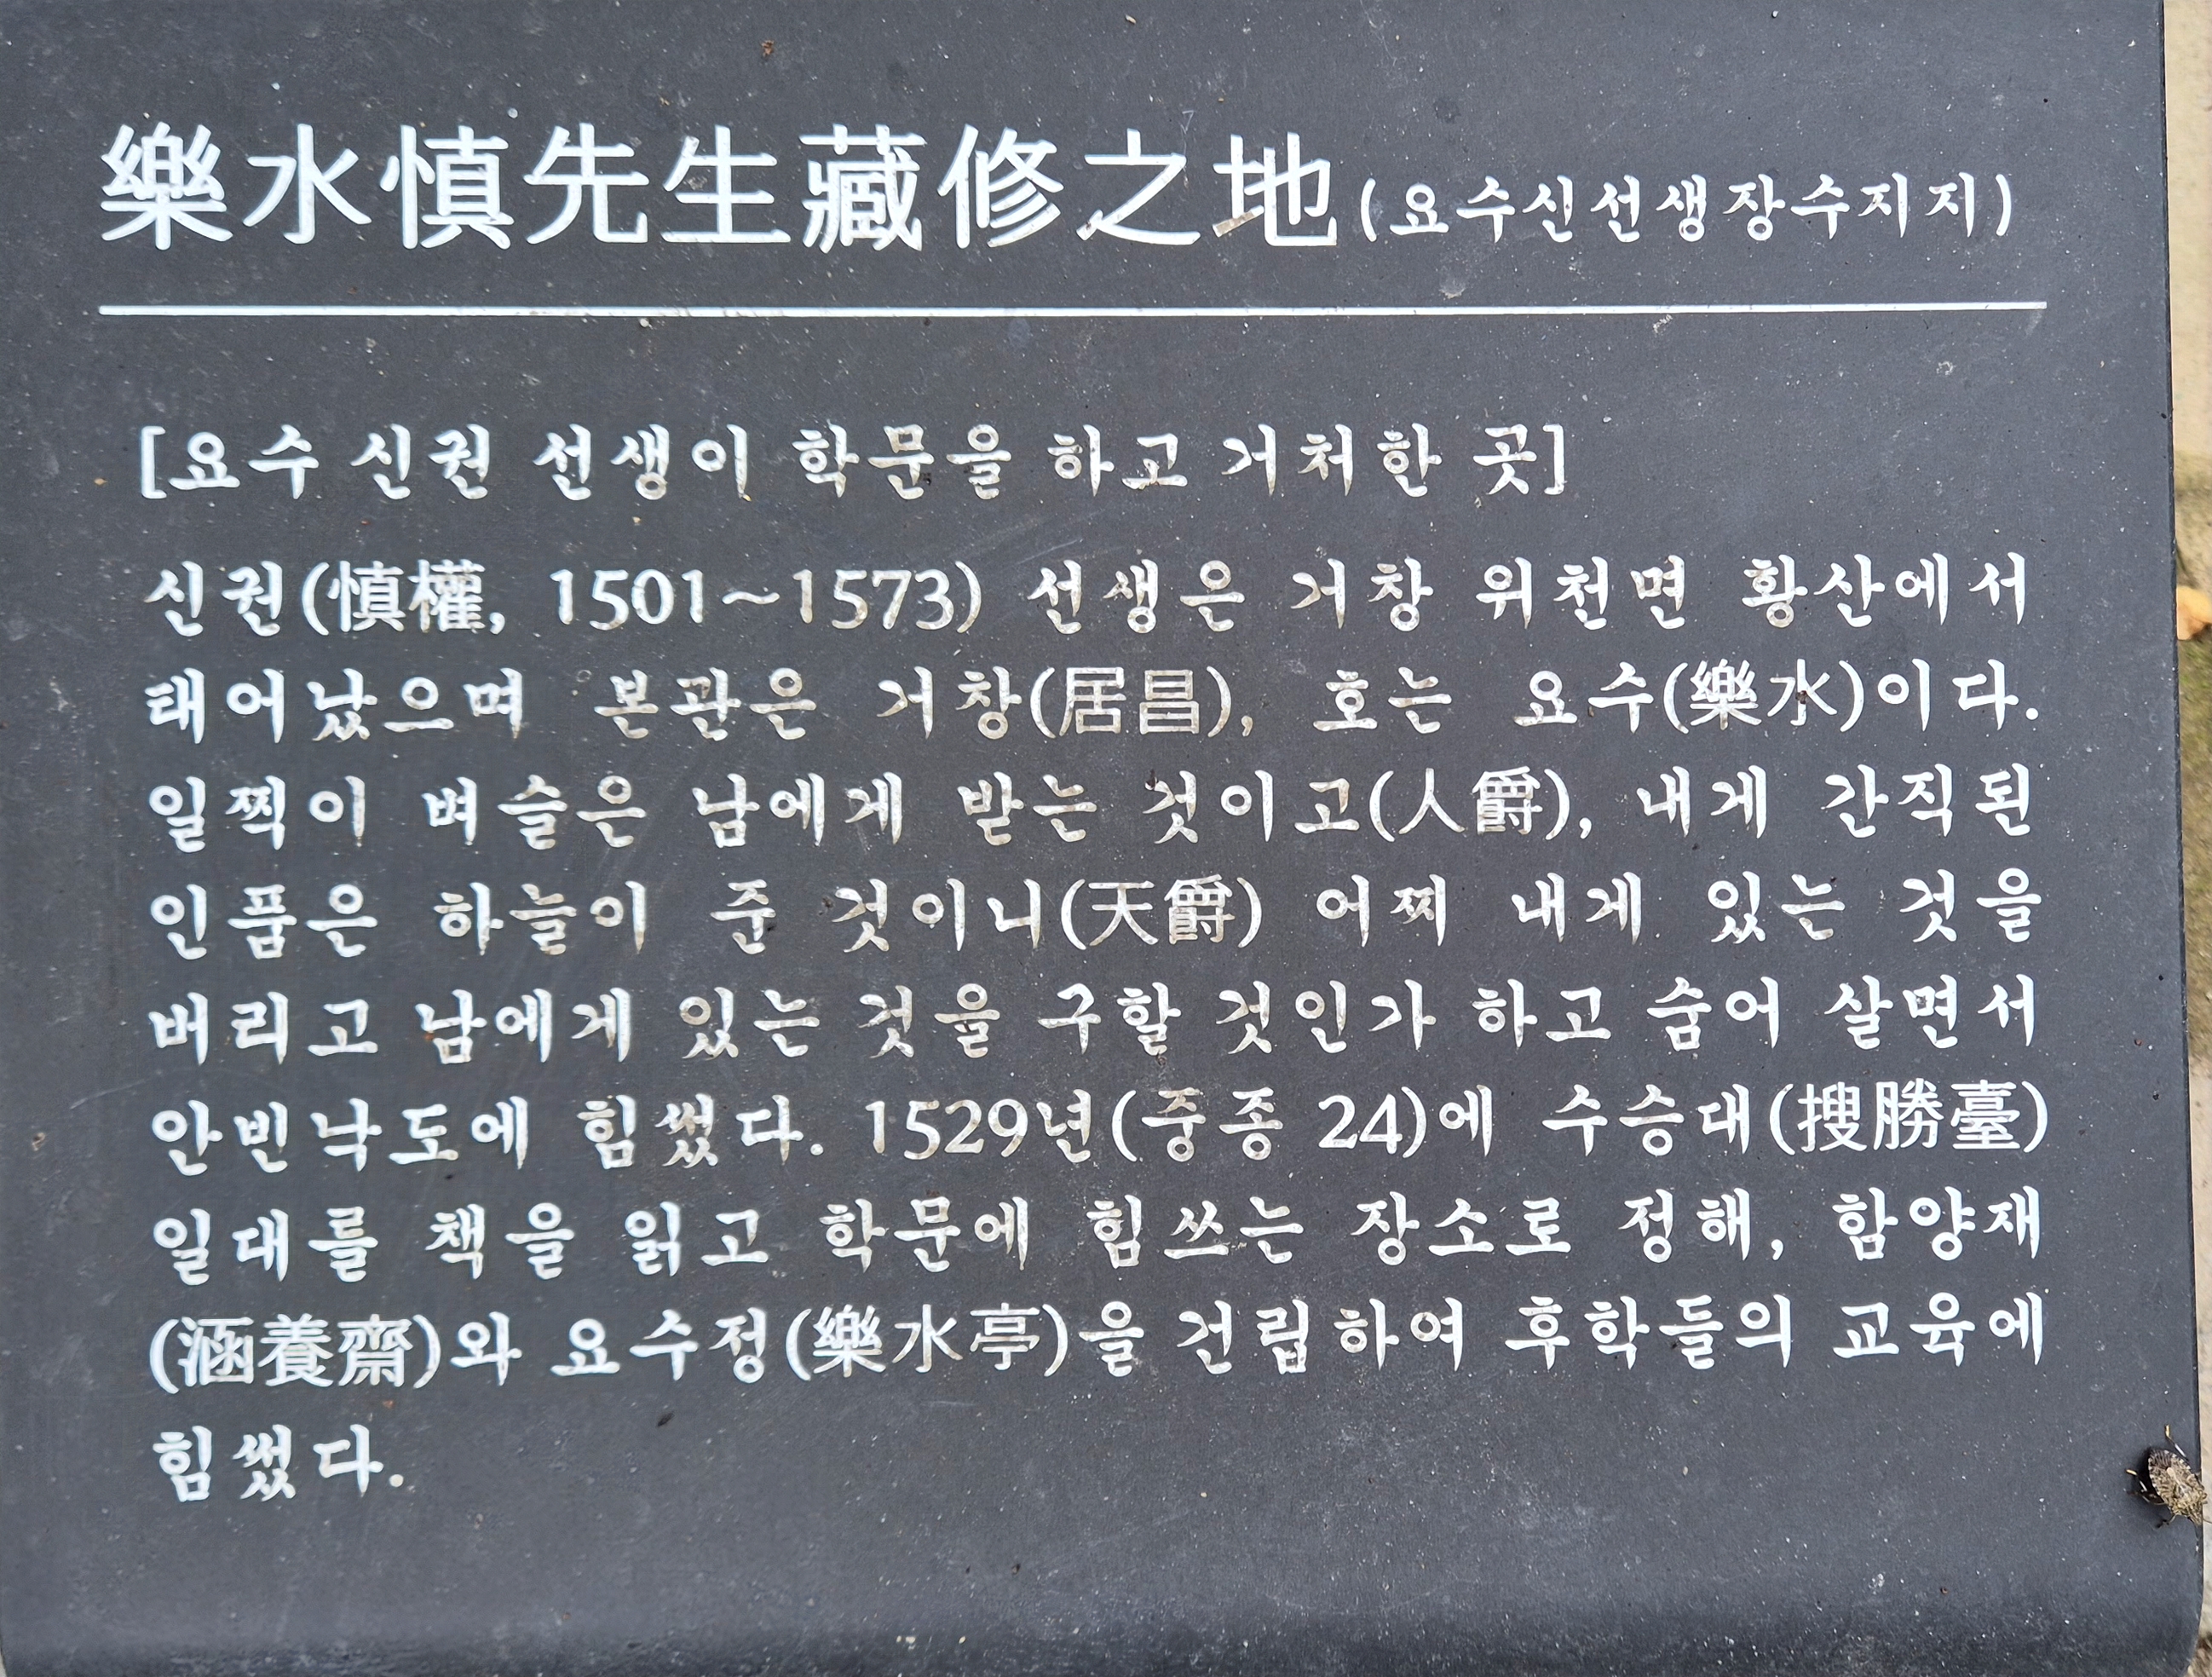 樂水愼先生藏修之地(요수신선생장수지지)
[요수 신권 선생이 학문을 하고 거처한 곳]
신권(愼權, 1501~1573) 선생은 거창 위천면 황산에서
태어났으며 본관은 거창(居昌), 호는 요수(樂水)이다.
일찍이 벼슬은 남에게 받는 것이고(人爵), 내게 간직된
인품은 하늘이 준 것이니(天爵) 어찌 내게 있는 것을
버리고 남에게 있는 것을 구할 것인가 하고 숨어 살면서
안빈낙도에 힘썼다. 1529년(중종 24)에 수승대(搜勝臺)
일대를 책을 읽고 학문에 힘쓰는 장소로 정해, 함양재
(涵養齋)와 요수정(樂水亭)을 건립하여 후학들의 교육에
힘썼다.